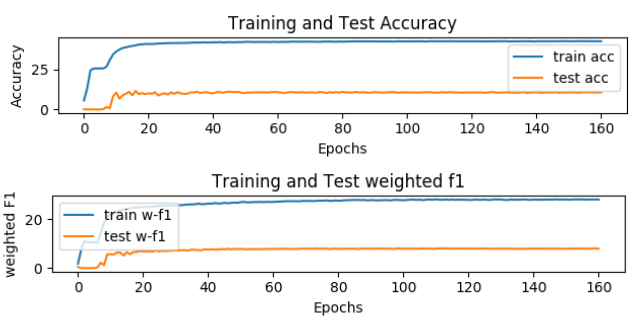 Training and Test Accuracy
Accuracy
25
0
train acc
test acc
0 20 40 60 80 100 120 140 160
Epochs
Training and Test weighted f1
weighted F1
20
0
train w-f1
test w-f1
0 20 40 60 80 100 120 140 160
Epochs